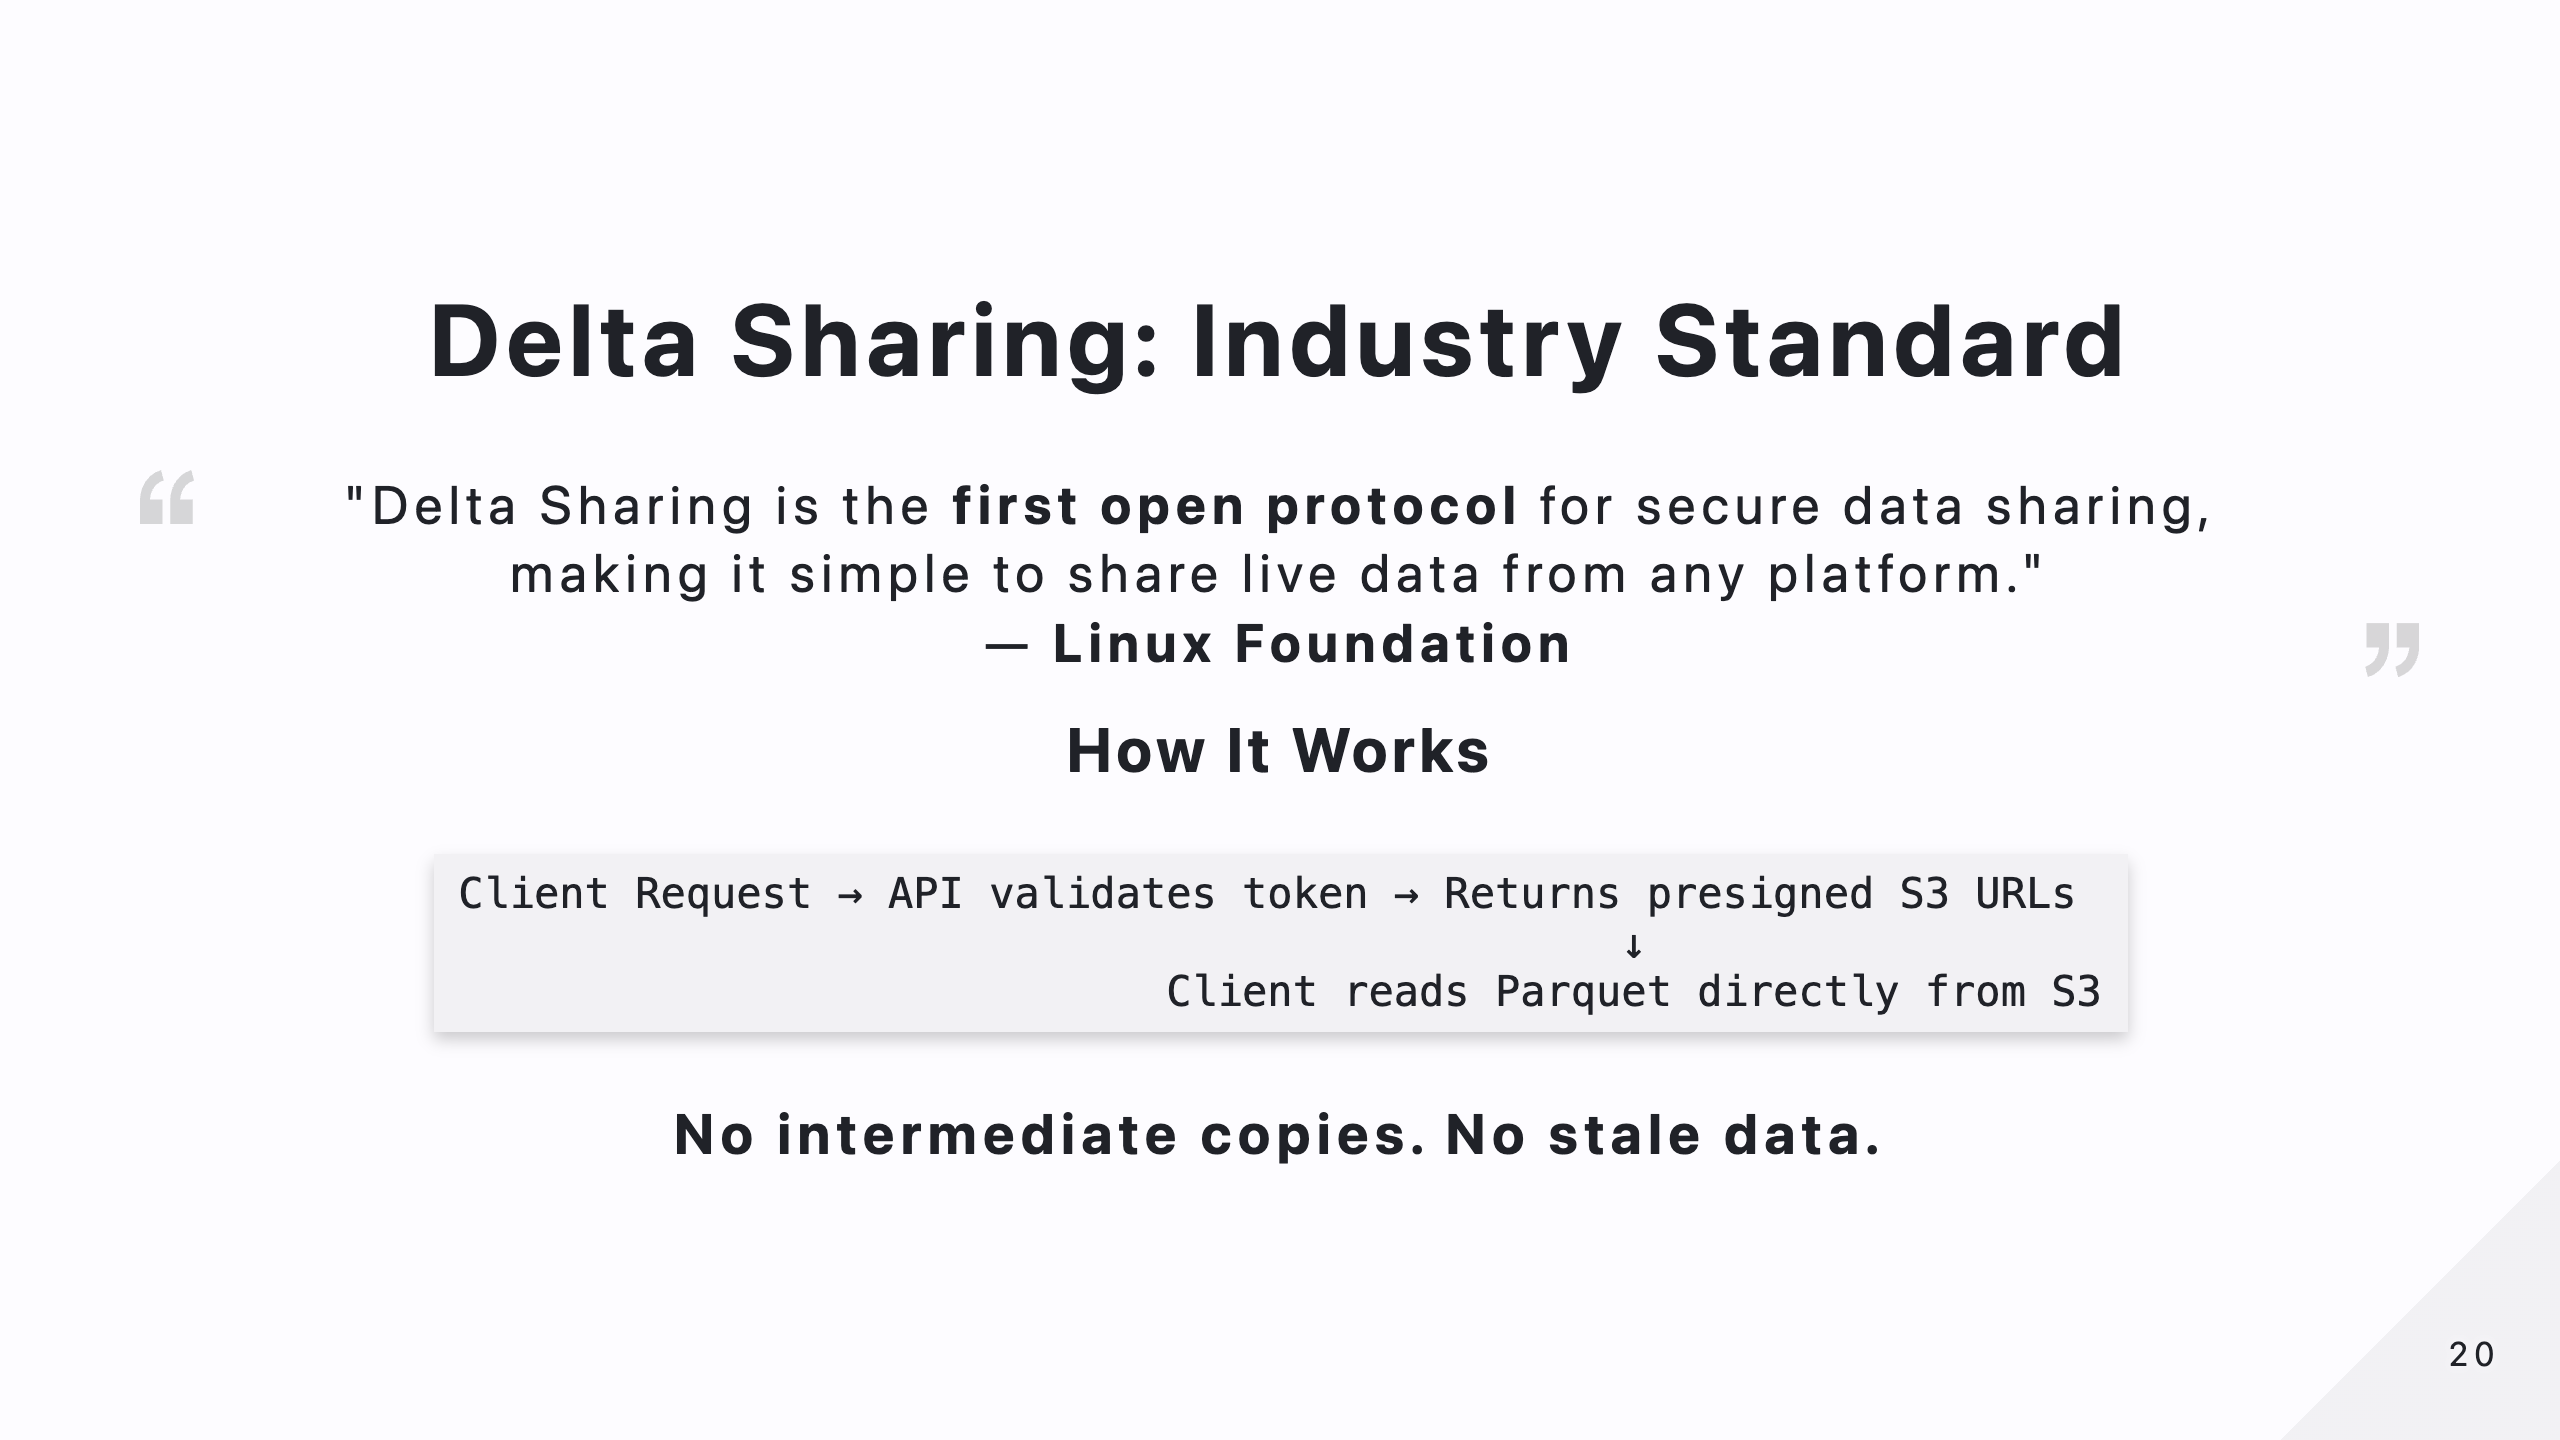 Delta Sharing: Industry Standard
“
"Delta Sharing is the first open protocol for secure data sharing,
making it simple to share live data from any platform."
— Linux Foundation
”
How It Works
Client Request → API validates token → Returns presigned S3 URLs
↓
Client reads Parquet directly from S3
No intermediate copies. No stale data.
20